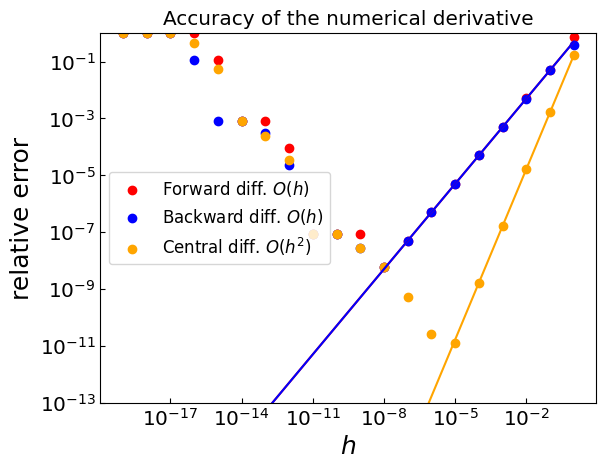 Accuracy of the numerical derivative
relative error
10⁻¹
10⁻³
10⁻⁵
10⁻⁷
10⁻⁹
10⁻¹¹
10⁻¹³
Forward diff. O(h)
Backward diff. O(h)
Central diff. O(h²)
10⁻¹⁷ 10⁻¹⁴ 10⁻¹¹ 10⁻⁸ 10⁻⁵ 10⁻²
h